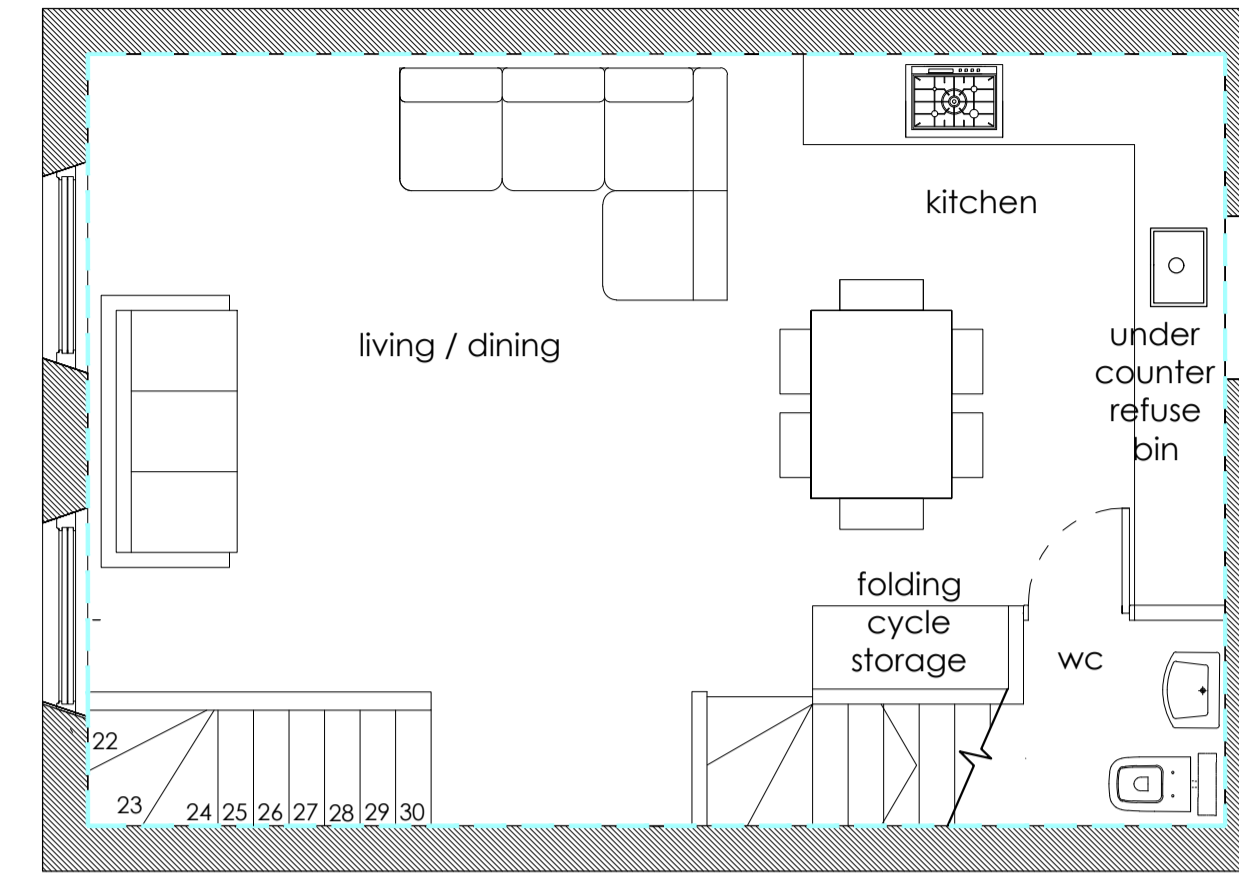 kitchen
living / dining
under
counter
refuse
bin
folding
cycle
storage
wc
22
23
24 25 26 27 28 29 30